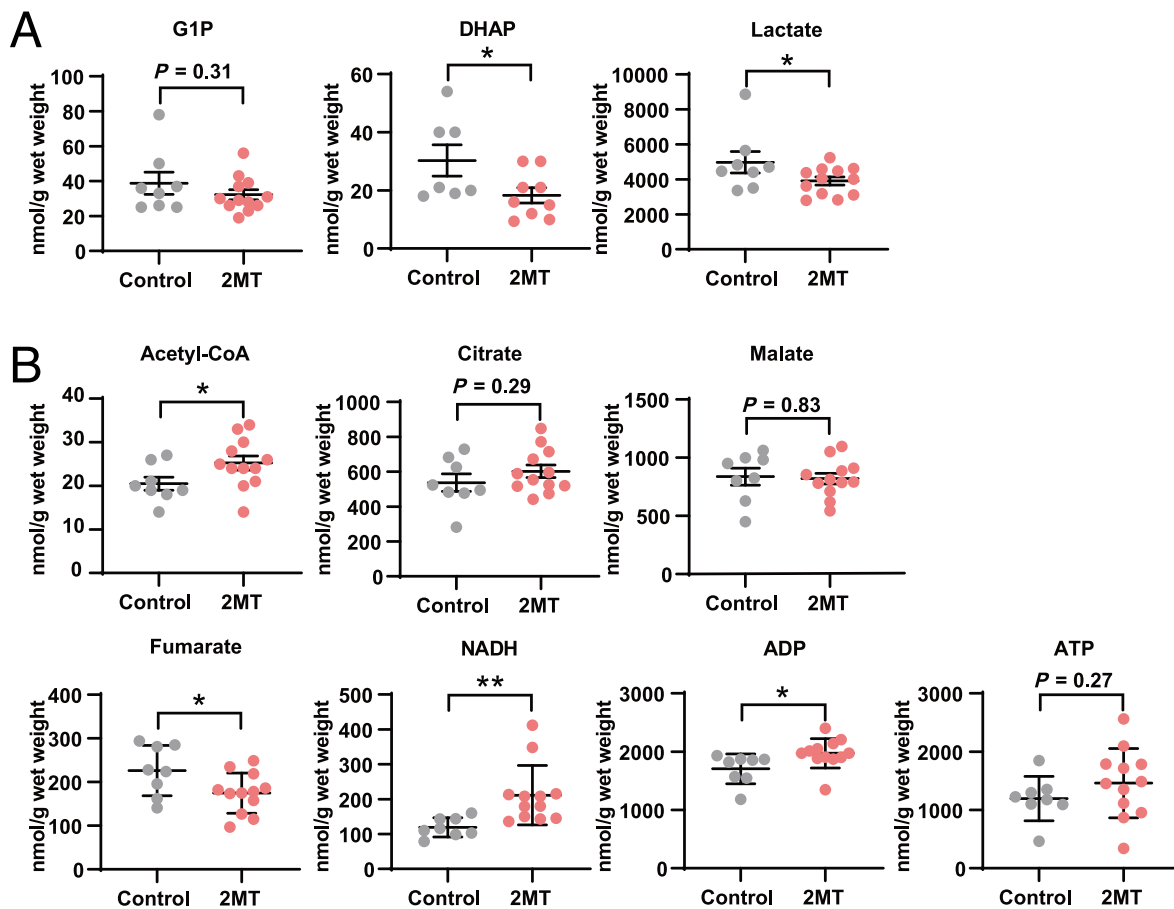 A
G1P
DHAP
Lactate
P = 0.31
*
*
nmol/g wet weight
100
80
60
40
20
0
Control 2MT
nmol/g wet weight
60
40
20
0
Control 2MT
nmol/g wet weight
10000
8000
6000
4000
2000
0
Control 2MT
B
Acetyl-CoA
Citrate
Malate
*
P = 0.29
P = 0.83
nmol/g wet weight
40
30
20
10
0
Control 2MT
nmol/g wet weight
1000
800
600
400
200
0
Control 2MT
nmol/g wet weight
1500
1000
500
0
Control 2MT
Fumarate
NADH
ADP
ATP
*
**
*
P = 0.27
nmol/g wet weight
400
300
200
100
0
Control 2MT
nmol/g wet weight
500
400
300
200
100
0
Control 2MT
nmol/g wet weight
3000
2000
1000
0
Control 2MT
nmol/g wet weight
3000
2000
1000
0
Control 2MT